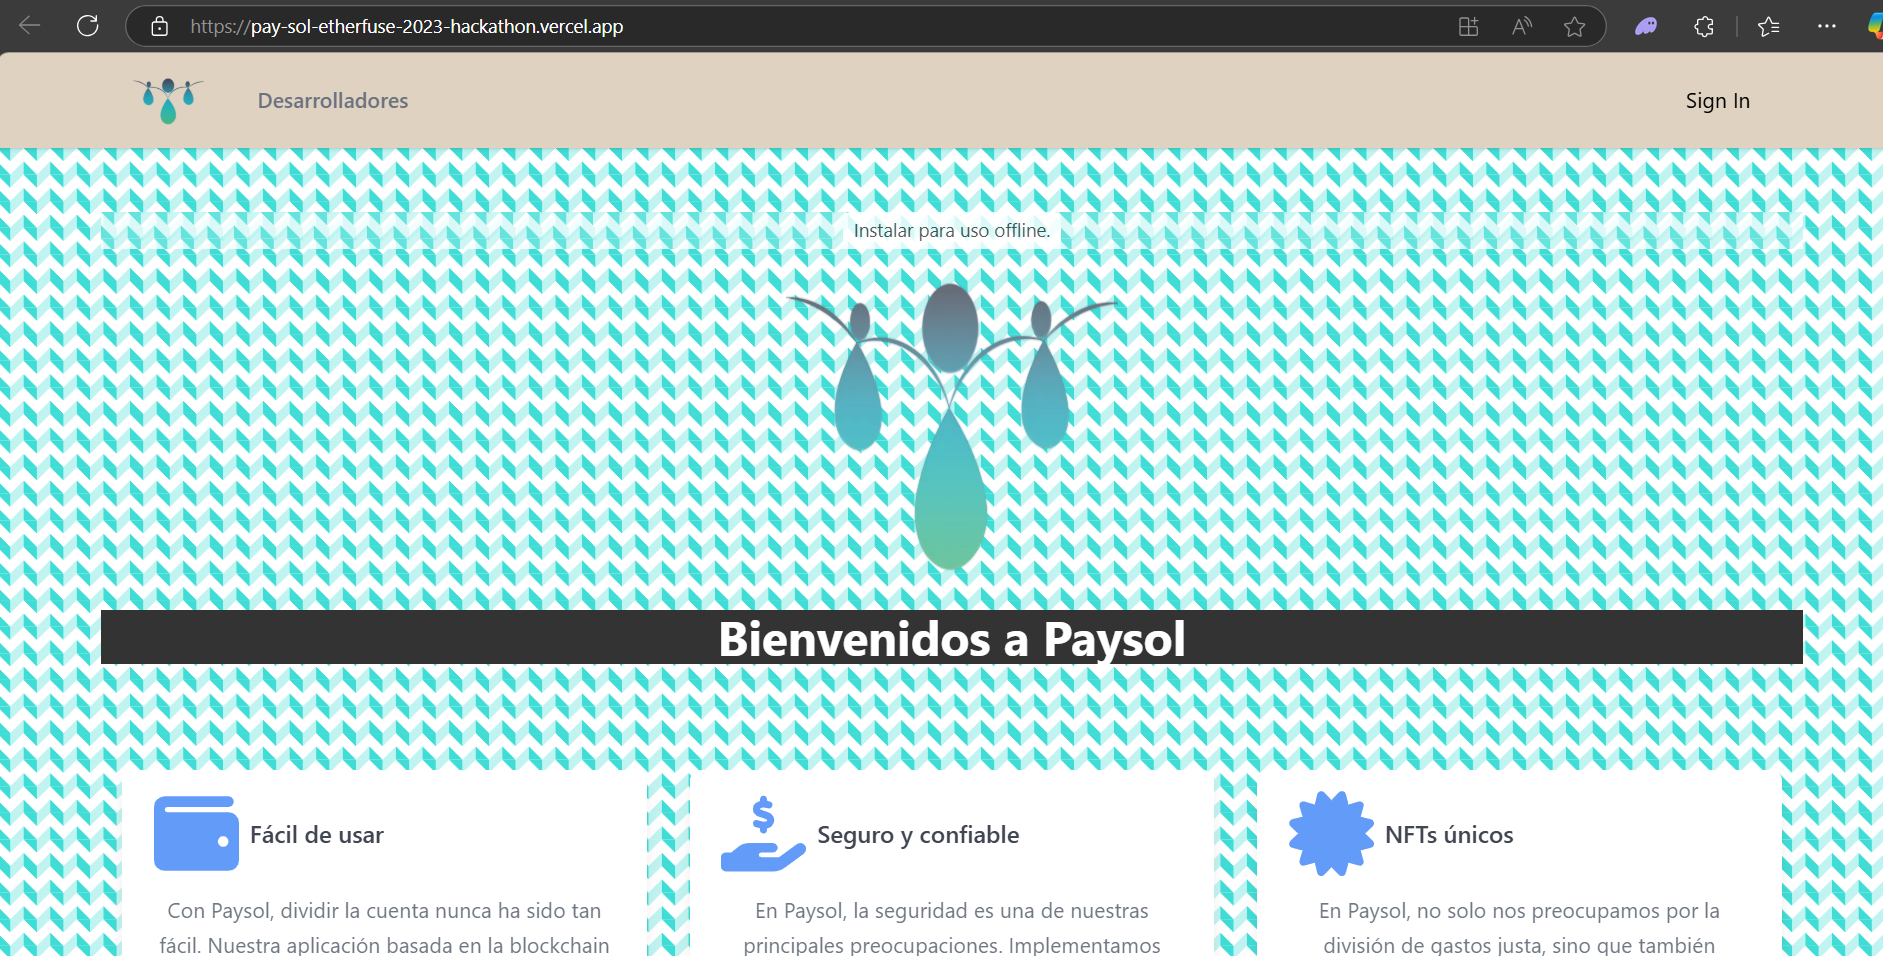 https://pay-sol-etherfuse-2023-hackathon.vercel.app
Desarrolladores
Sign In
Instalar para uso offline.
Bienvenidos a Paysol
Fácil de usar
Con Paysol, dividir la cuenta nunca ha sido tan
fácil. Nuestra aplicación basada en la blockchain
Seguro y confiable
En Paysol, la seguridad es una de nuestras
principales preocupaciones. Implementamos
NFTs únicos
En Paysol, no solo nos preocupamos por la
división de gastos justa, sino que también